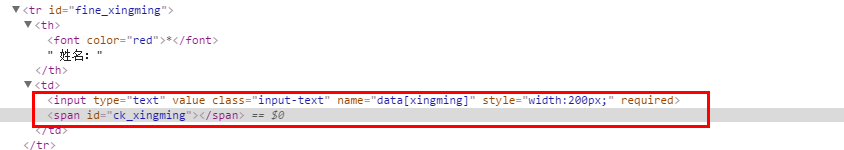 ▼<tr id="fine_xingming">
▼<th>
<font color="red">*</font>
" 姓名："
</th>
▼<td>
<input type="text" value class="input-text" name="data[xingming]" style="width:200px;" required>
<span id="ck_xingming"></span> == $0
</td>
</tr>